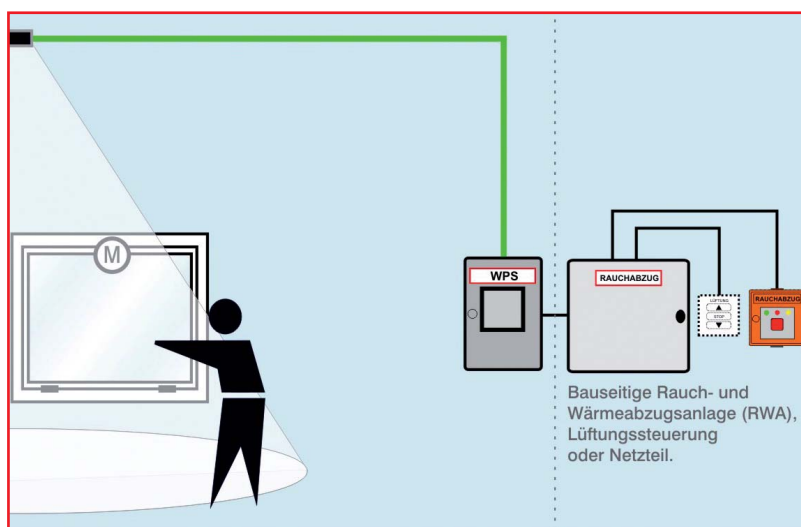 M
WPS
RAUCHABZUG
LÜFTUNG
STOP
RAUCHABZUG
Bauseitige Rauch- und
Wärmeabzugsanlage (RWA),
Lüftungssteuerung
oder Netzteil.